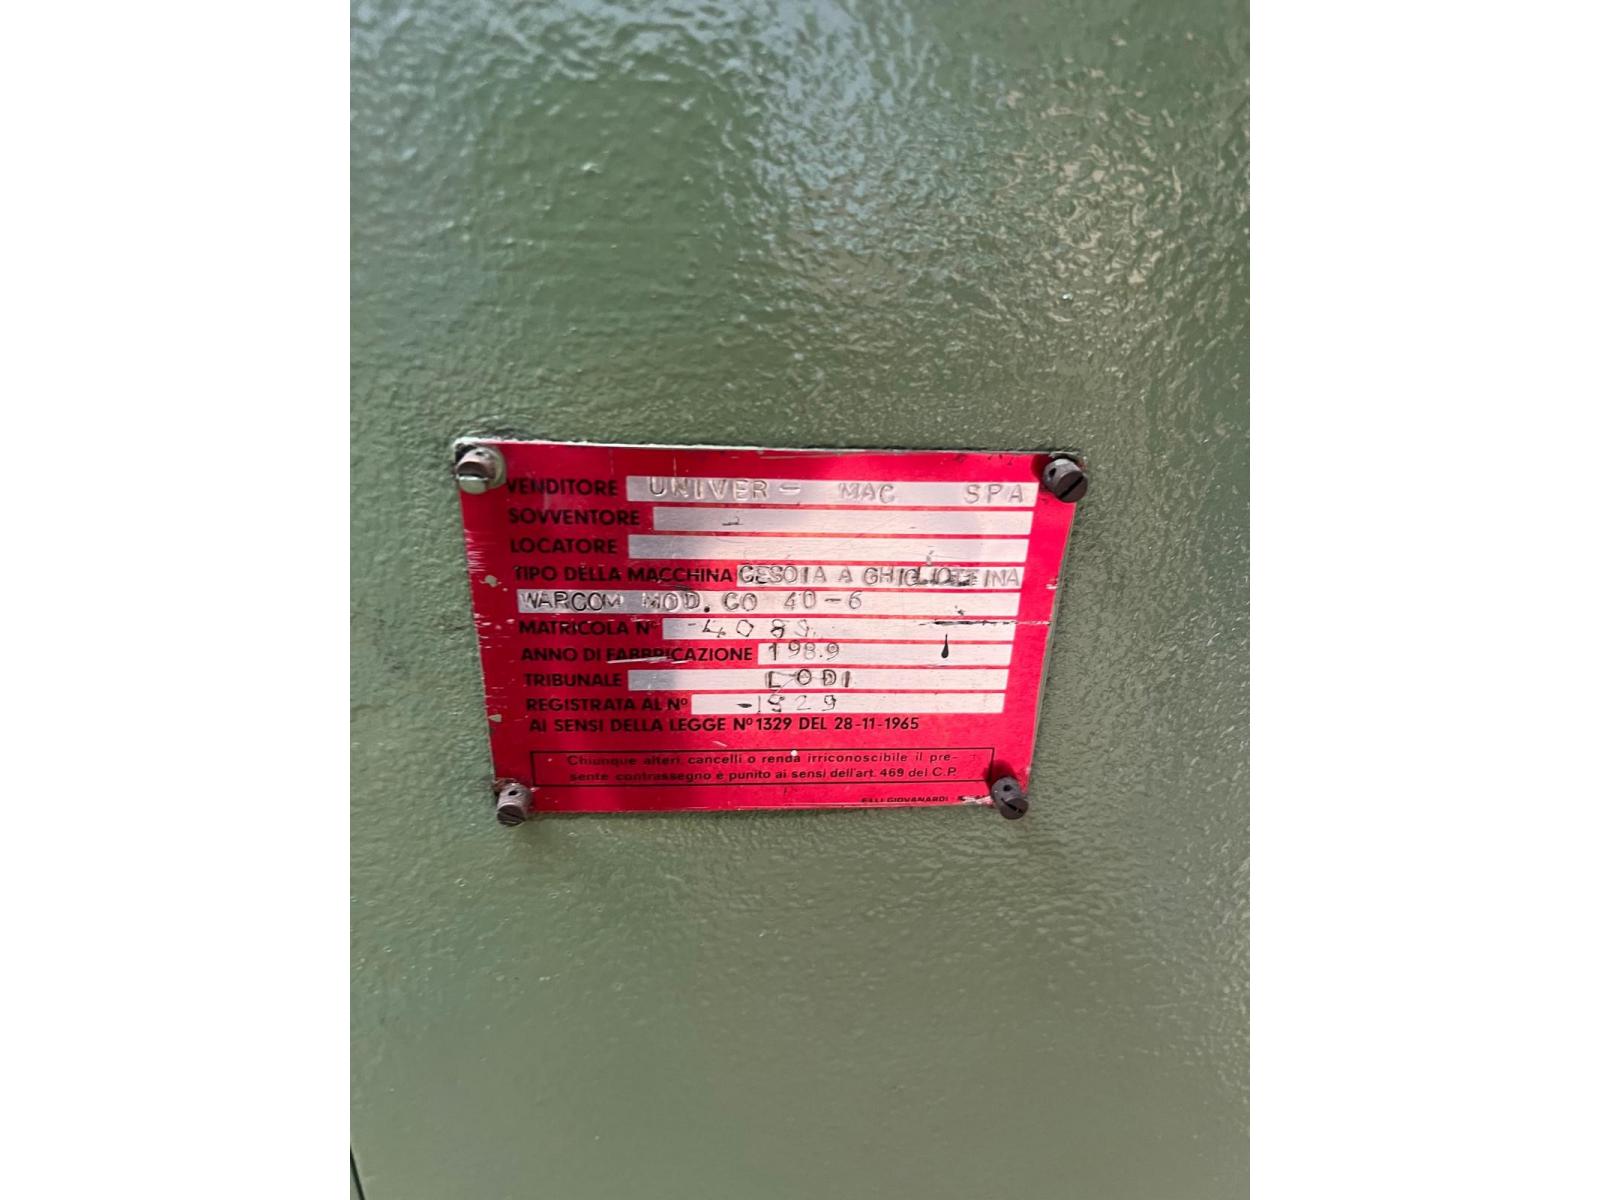 VENDITORE UNIVER- MAC SPA
SOVVENTORE
LOCATORE
TIPO DELLA MACCHINA CESOIA A GHIGLIOTTINA
WARCOM MOD. CO 40-6
MATRICOLA N°
ANNO DI FABBRICAZIONE 1989
TRIBUNALE LODI
REGISTRATA AL N°
AI SENSI DELLA LEGGE N° 1329 DEL 28-11-1965
Chiunque alteri, cancelli o renda irriconoscibile il pre-
sente contrassegno è punito ai sensi dell'art. 469 del C.P.
F.LLI GIOVANARDI